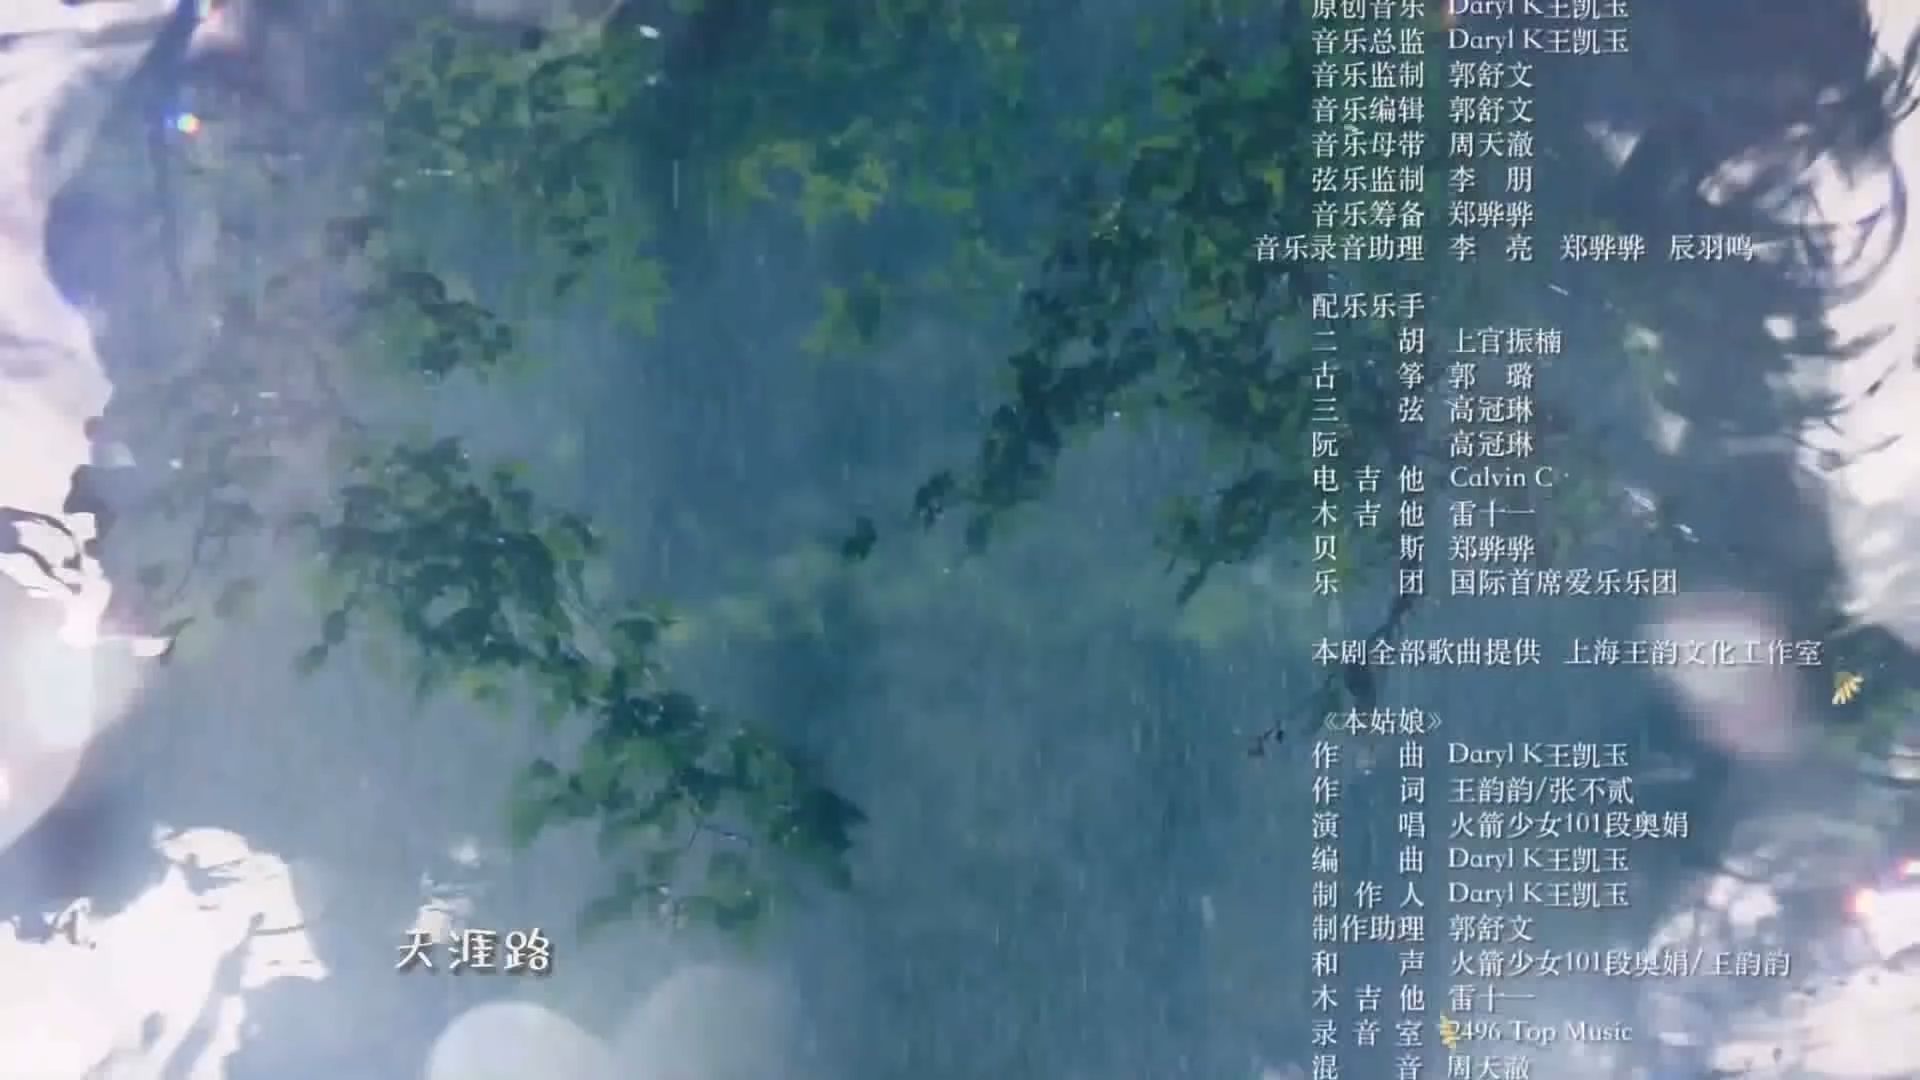 原创音乐 Daryl K王凯玉
音乐总监 Daryl K王凯玉
音乐监制 郭舒文
音乐编辑 郭舒文
音乐母带 周天澈
弦乐监制 李 朋
音乐筹备 郑骅骅
音乐录音助理 李 亮 郑骅骅 辰羽鸣
配乐乐手
二 胡 上官振楠
古 筝 郭 璐
三 弦 高冠琳
阮 高冠琳
电 吉 他 Calvin C
木 吉 他 雷十一
贝 斯 郑骅骅
乐 团 国际首席爱乐乐团
本剧全部歌曲提供 上海王韵文化工作室
《本姑娘》
作 曲 Daryl K王凯玉
作 词 王韵韵/张不贰
演 唱 火箭少女101段奥娟
编 曲 Daryl K王凯玉
制 作 人 Daryl K王凯玉
制作助理 郭舒文
和 声 火箭少女101段奥娟/王韵韵
木 吉 他 雷十一
录 音 室 2496 Top Music
混 音 周天澈
天涯路